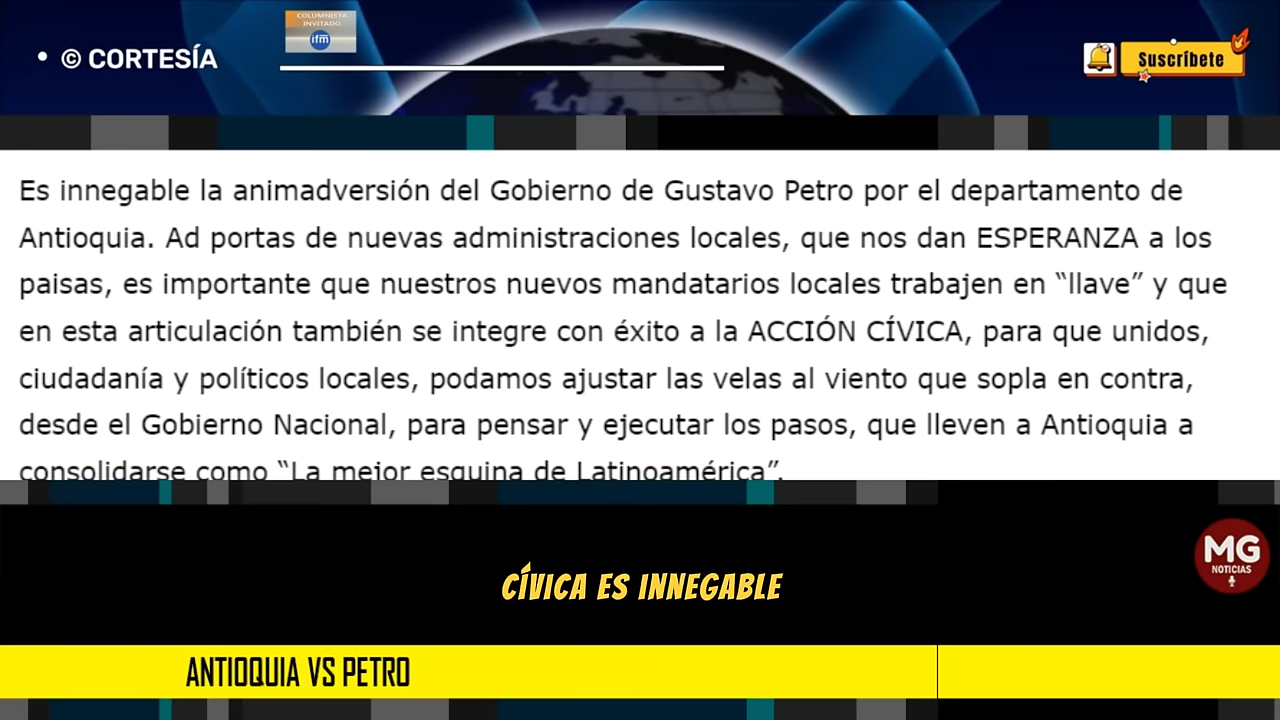 COLUMNISTA
INVITADO
ifm
• © CORTESÍA
Suscríbete
Es innegable la animadversión del Gobierno de Gustavo Petro por el departamento de
Antioquia. Ad portas de nuevas administraciones locales, que nos dan ESPERANZA a los
paisas, es importante que nuestros nuevos mandatarios locales trabajen en “llave” y que
en esta articulación también se integre con éxito a la ACCIÓN CÍVICA, para que unidos,
ciudadanía y políticos locales, podamos ajustar las velas al viento que sopla en contra,
desde el Gobierno Nacional, para pensar y ejecutar los pasos, que lleven a Antioquia a
consolidarse como “La mejor esquina de Latinoamérica”.
MG
NOTICIAS
CÍVICA ES INNEGABLE
ANTIOQUIA VS PETRO